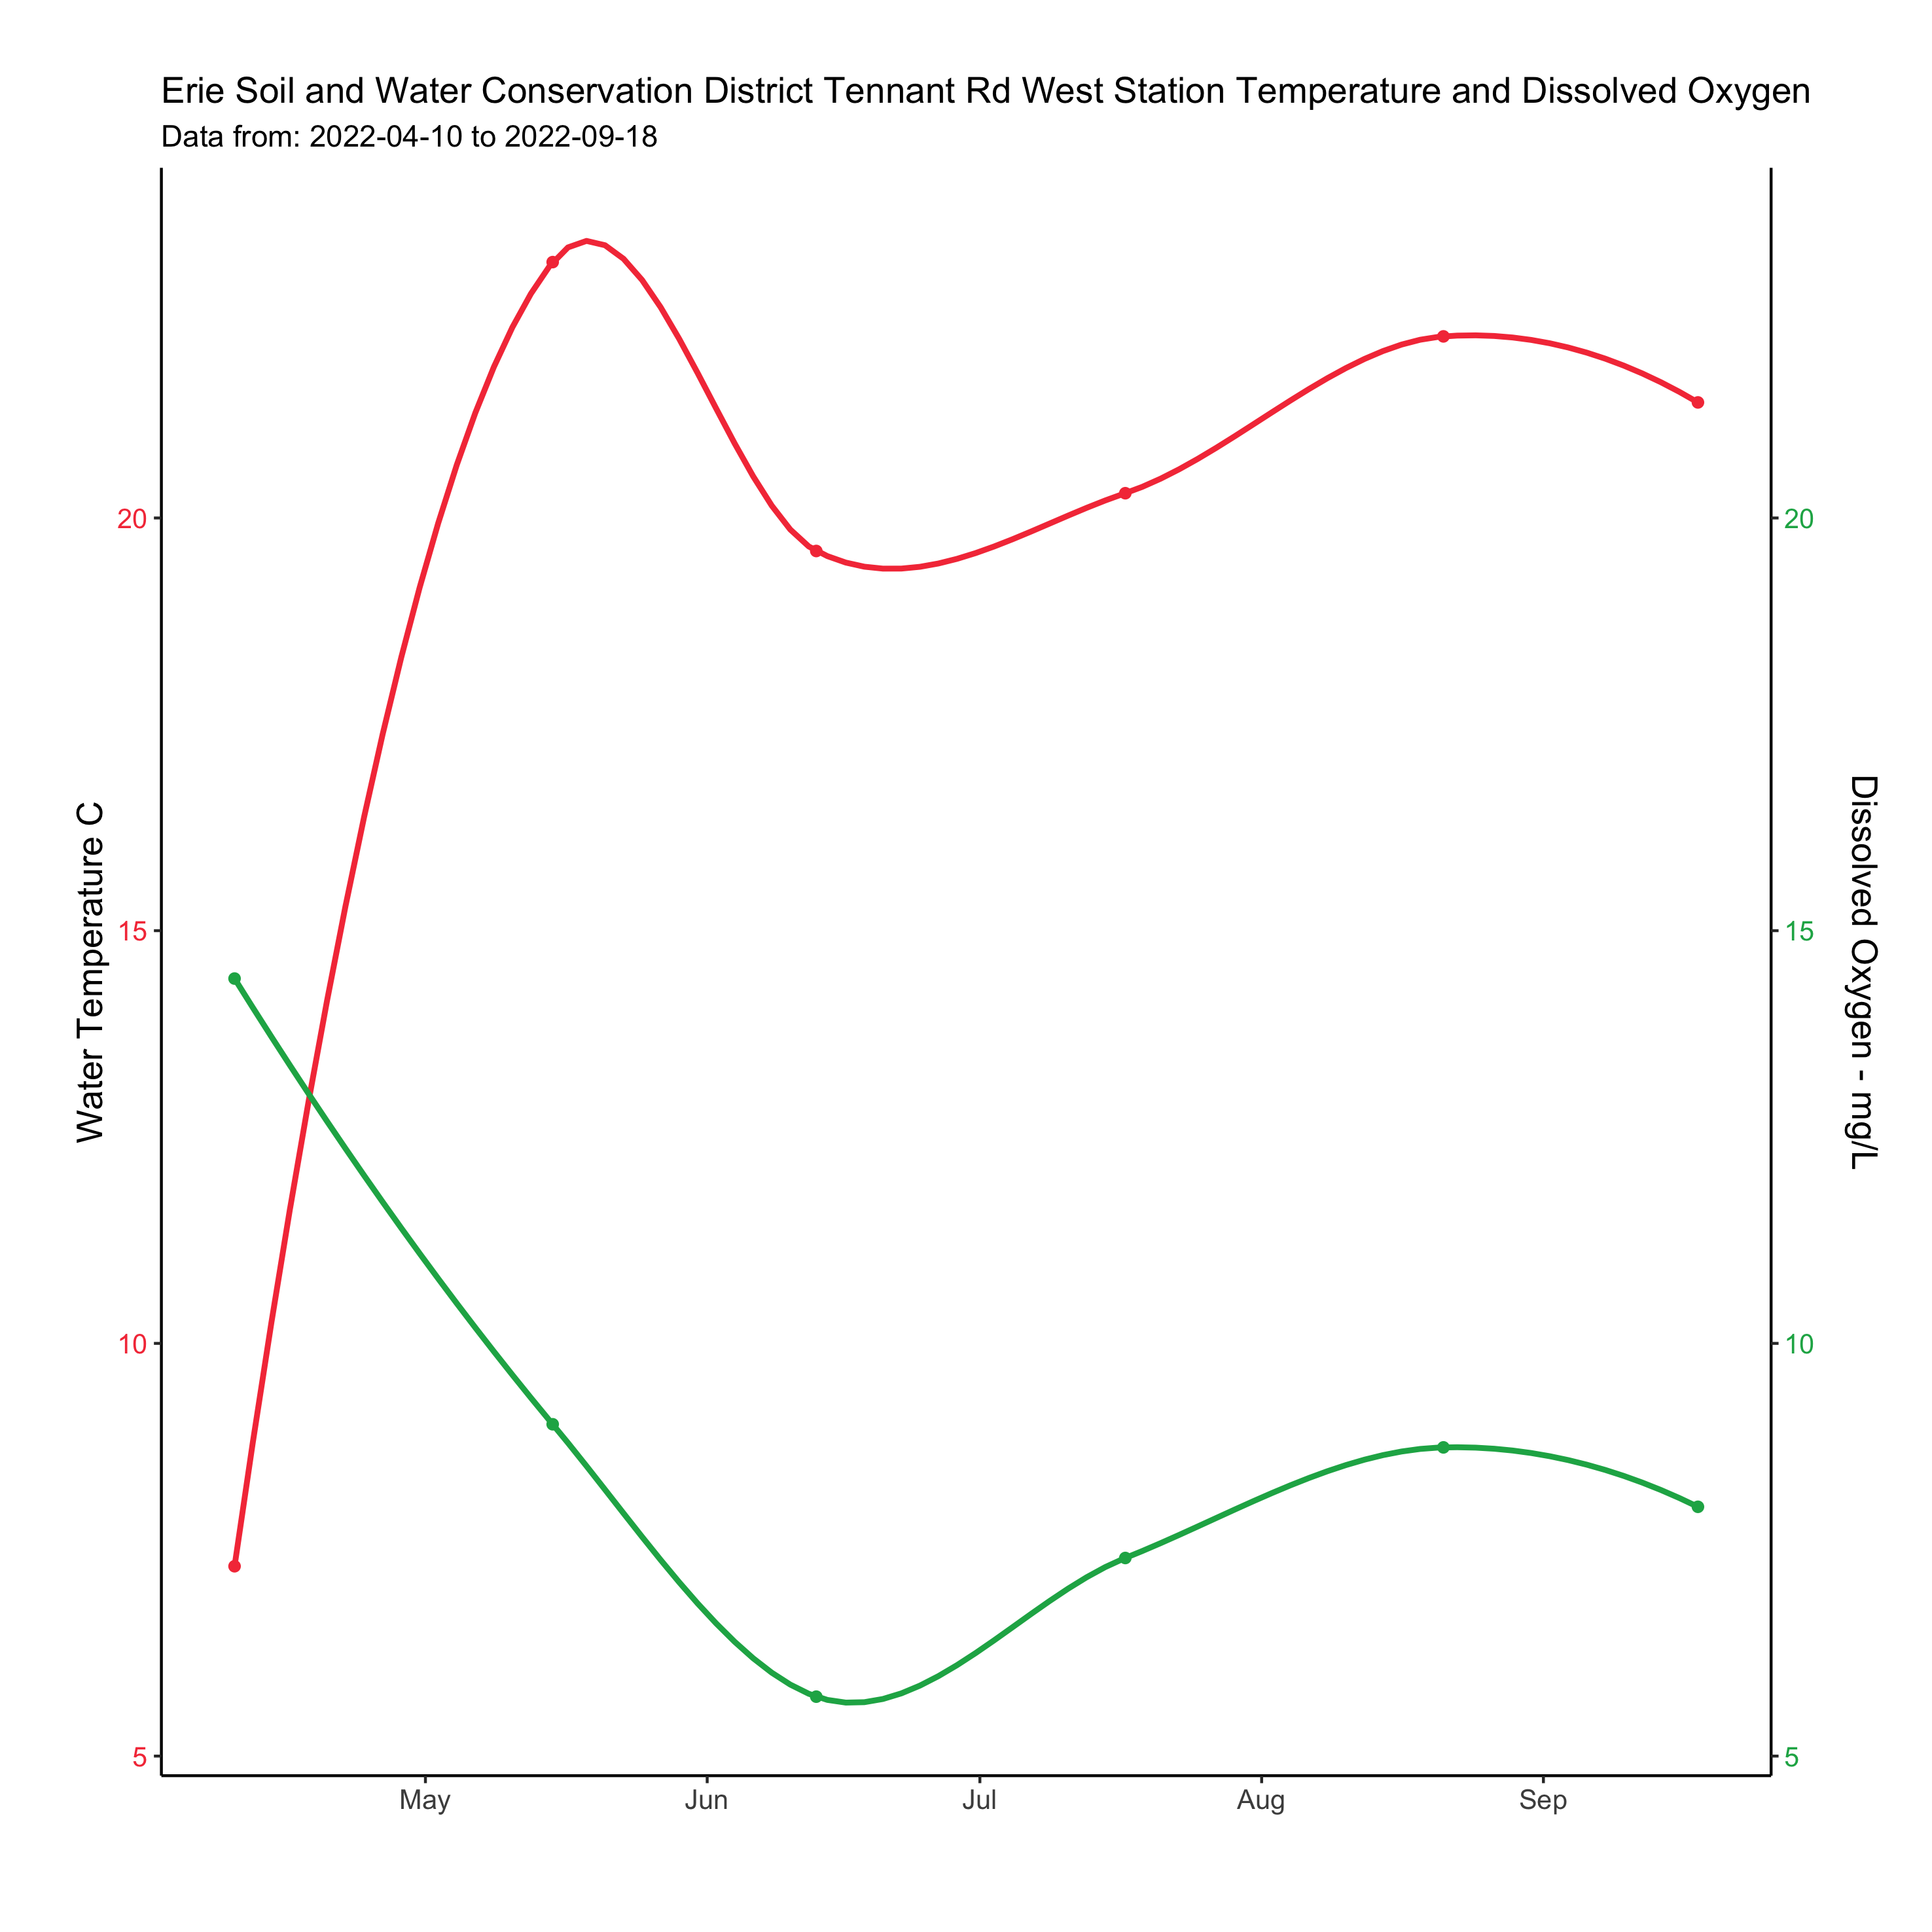 Erie Soil and Water Conservation District Tennant Rd West Station Temperature and Dissolved Oxygen
Data from: 2022-04-10 to 2022-09-18
Water Temperature C
20
15
10
5
20
15
10
5
Dissolved Oxygen - mg/L
May Jun Jul Aug Sep